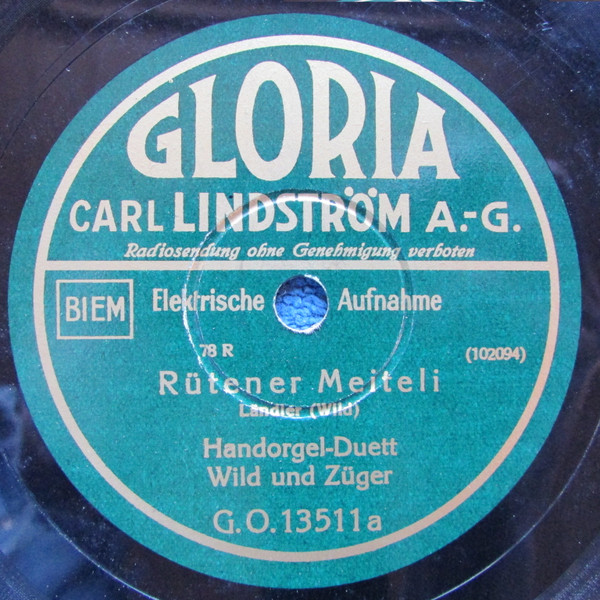 GLORIA
CARL LINDSTRÖM A.-G.
Radiosendung ohne Genehmigung verboten
BIEM Elektrische Aufnahme
78 R (102094)
Rütener Meiteli
Ländler (Wild)
Handorgel-Duett
Wild und Züger
G.O.13511a